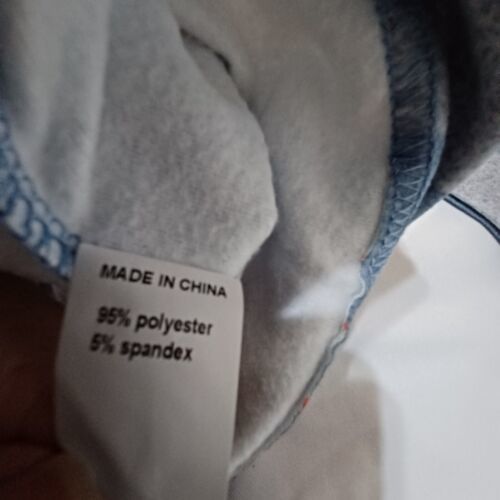 MADE IN CHINA
95% polyester
5% spandex